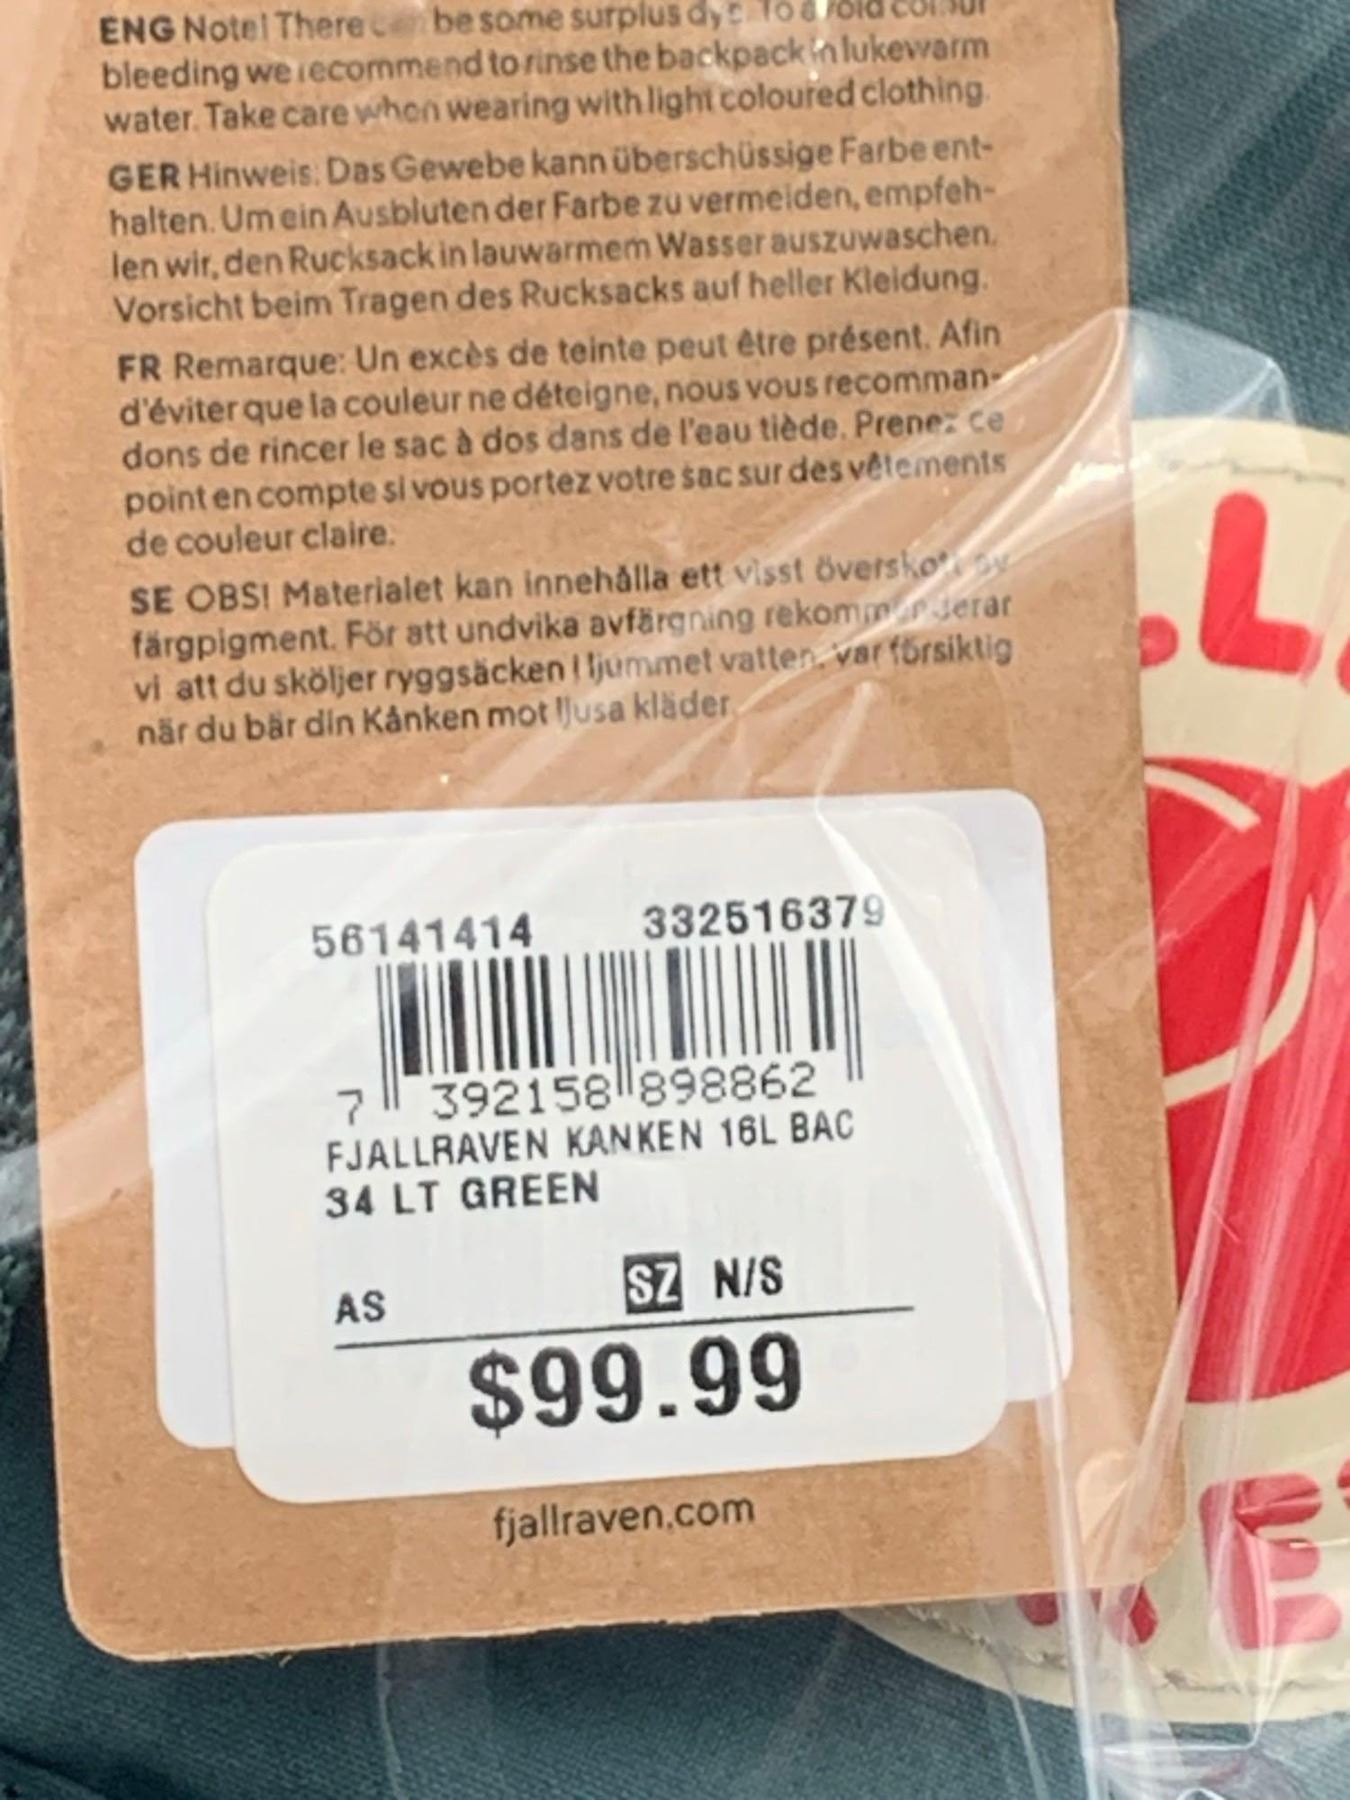 ENG Note! There can be some surplus dye. To avoid colour
bleeding we recommend to rinse the backpack in lukewarm
water. Take care when wearing with light coloured clothing.
GER Hinweis: Das Gewebe kann überschüssige Farbe ent-
halten. Um ein Ausbluten der Farbe zu vermeiden, empfeh-
len wir, den Rucksack in lauwarmem Wasser auszuwaschen.
Vorsicht beim Tragen des Rucksacks auf heller Kleidung.
FR Remarque: Un excès de teinte peut être présent. Afin
d'éviter que la couleur ne déteigne, nous vous recomman-
dons de rincer le sac à dos dans de l'eau tiède. Prenez ce
point en compte si vous portez votre sac sur des vêtements
de couleur claire.
SE OBS! Materialet kan innehålla ett visst överskott av
färgpigment. För att undvika avfärgning rekommenderar
vi att du sköljer ryggsäcken i ljummet vatten. Var försiktig
när du bär din Kånken mot ljusa kläder.
56141414 332516379
7 392158 898862
FJALLRAVEN KANKEN 16L BAC
34 LT GREEN
AS SZ N/S
$99.99
fjallraven.com